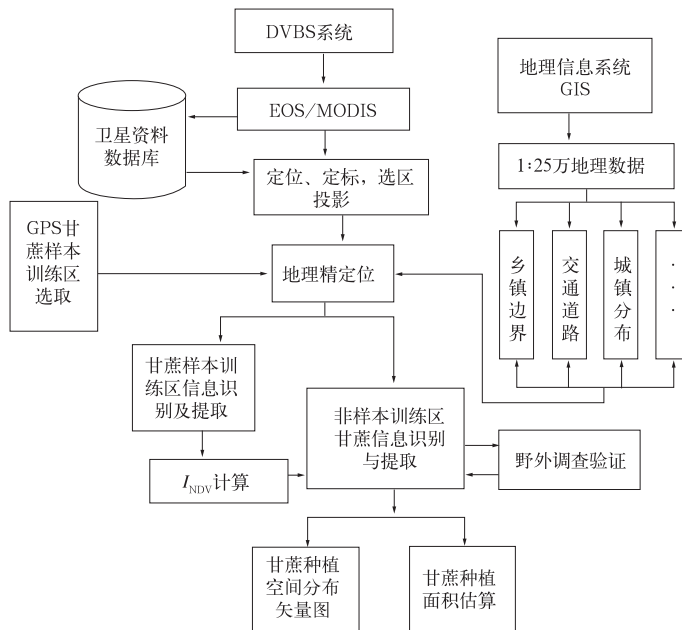 DVBS系统
地理信息系统
GIS
EOS/MODIS
卫星资料
数据库
1:25万地理数据
定位、定标,选区
投影
GPS甘
蔗样本
训练区
选取
地理精定位
乡镇边界
交通道路
城镇分布
...
甘蔗样本训
练区信息识
别及提取
非样本训练区
甘蔗信息识别
与提取
野外调查验证
I_NDV计算
甘蔗种植
空间分布
矢量图
甘蔗种植
面积估算